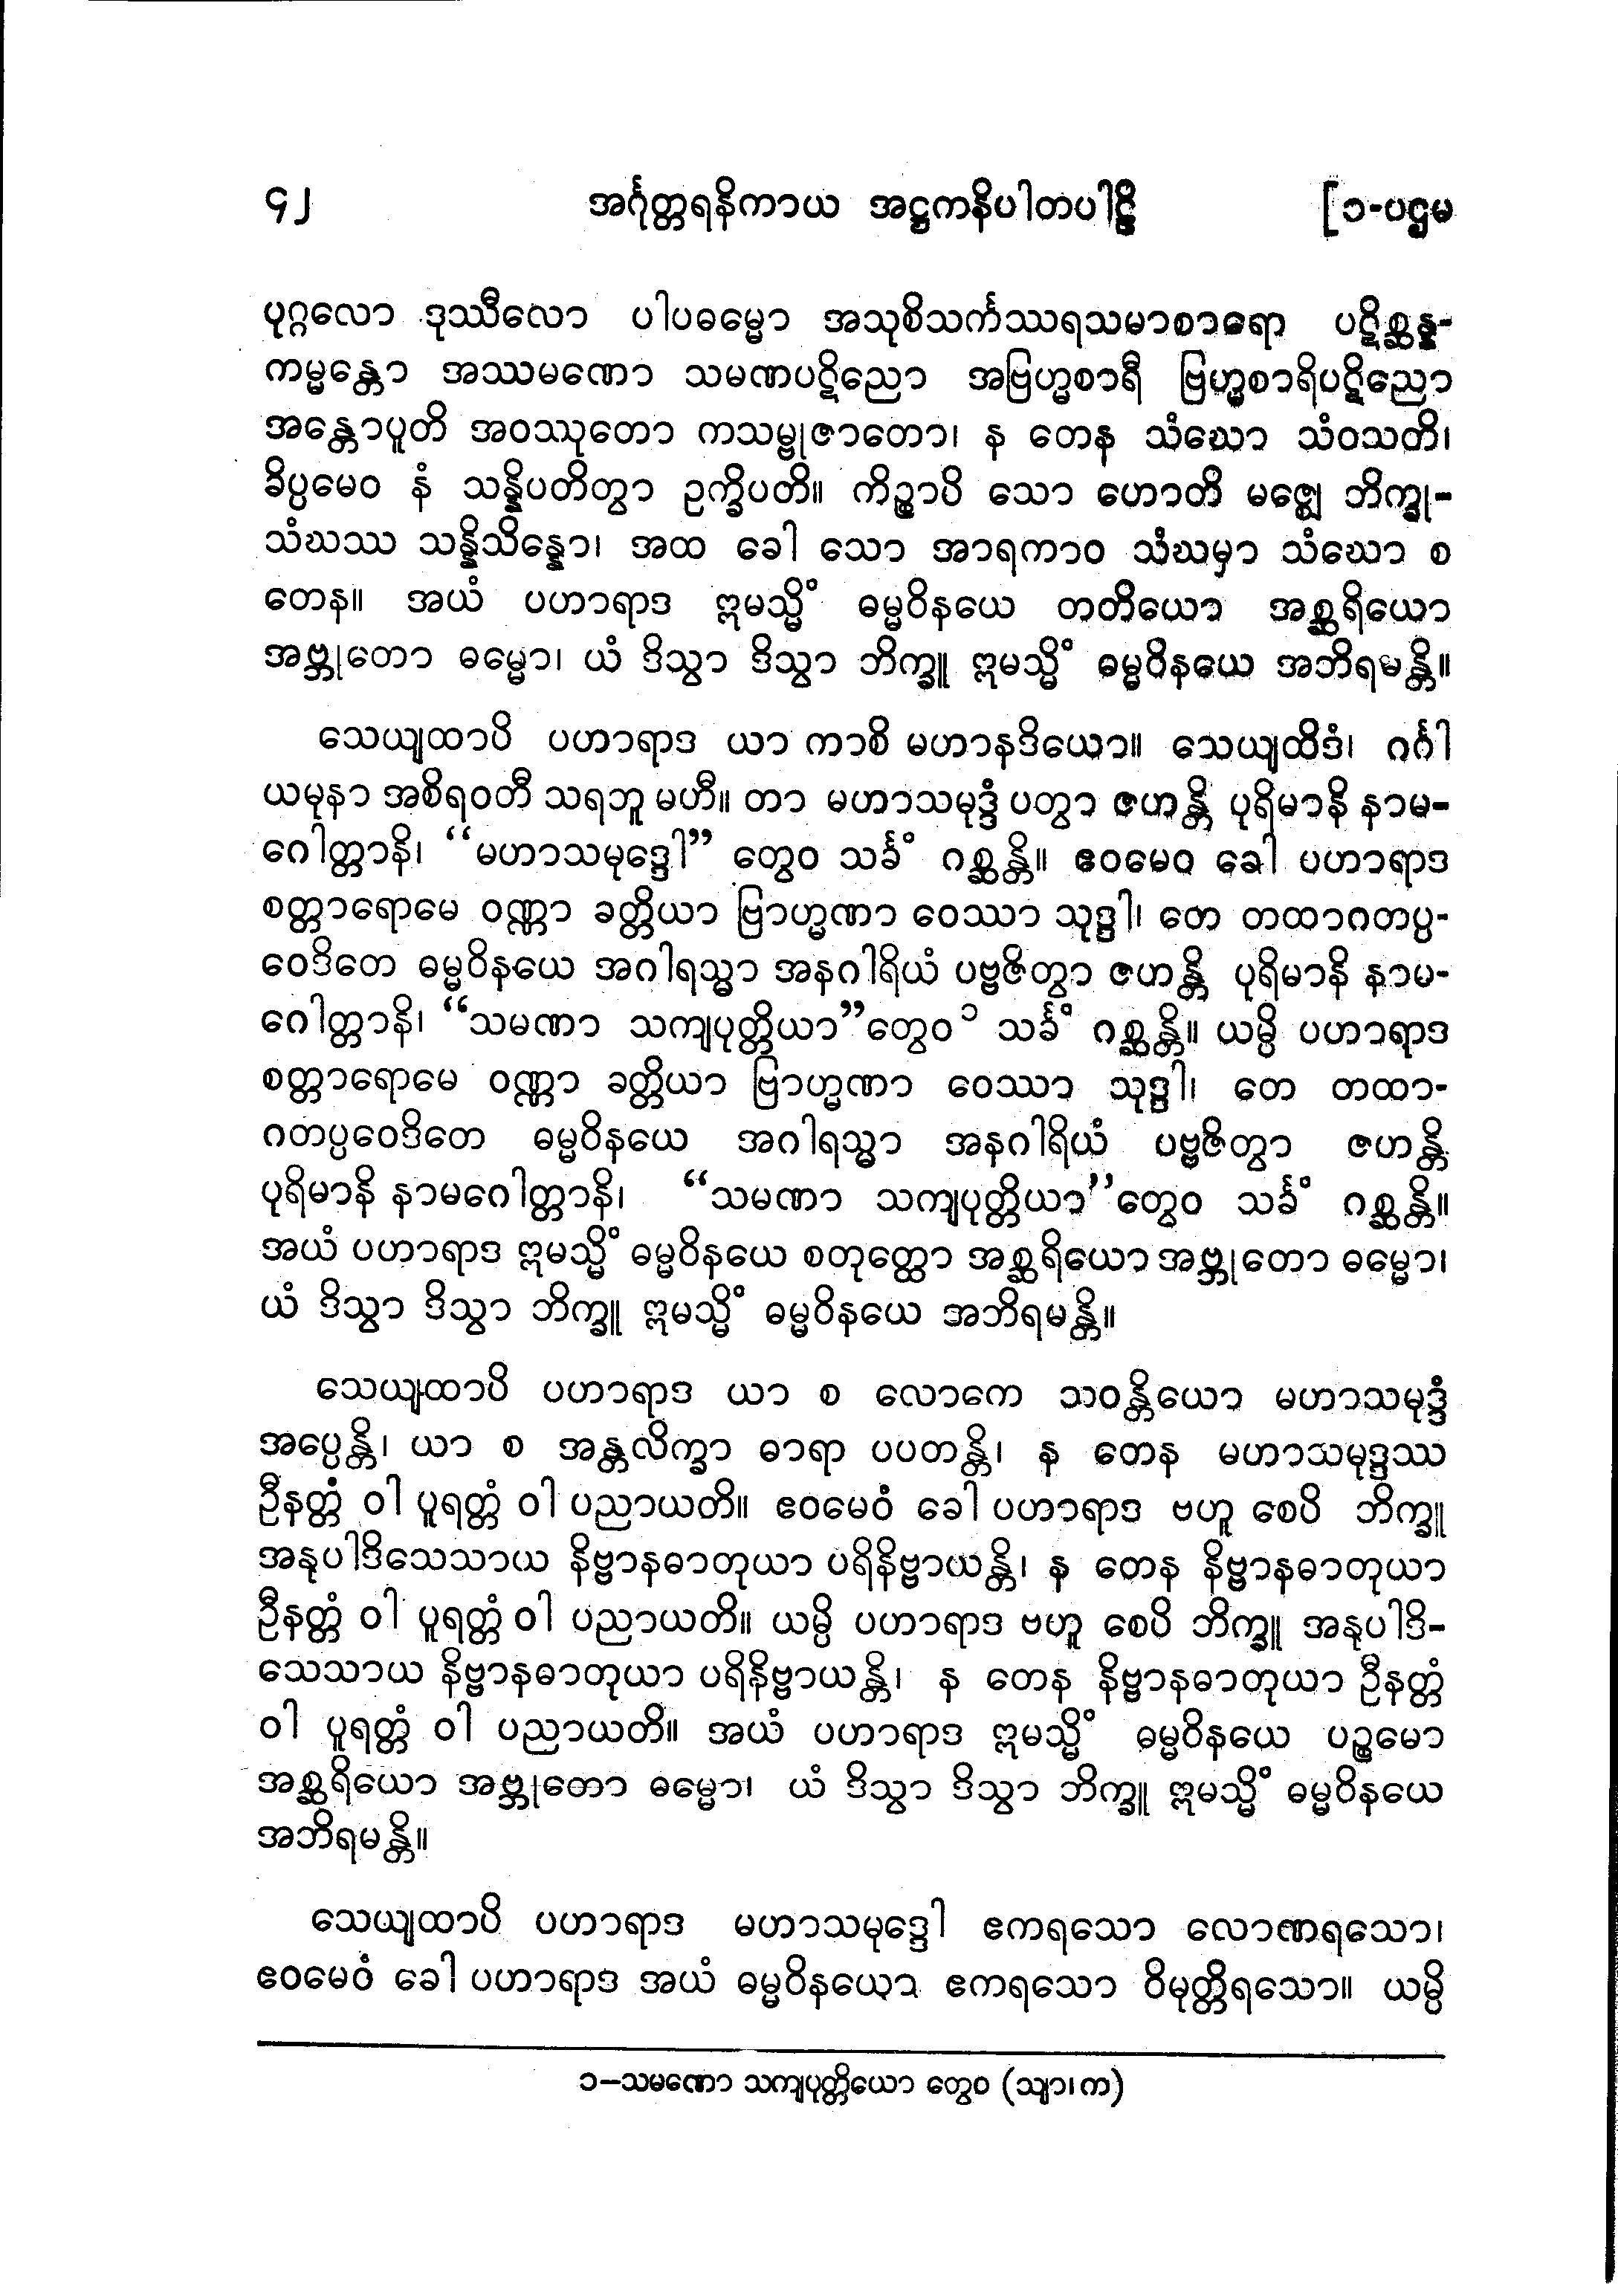 ၄၂ အင်္ဂုတ္တရနိကာယ အဋ္ဌကနိပါတပါဠိ [၁-ပဌမ
ပုဂ္ဂလော ဒုဿီလော ပါပဓမ္မော အသုစိသင်္ကဿရသမာစာရော ပဋိစ္ဆန္န-
ကမ္မန္တော အဿမဏော သမဏပဋိညော အဗြဟ္မစာရီ ဗြဟ္မစာရိပဋိညော
အန္တောပူတိ အဝဿုတော ကသမ္ဗုဇာတော၊ န တေန သံဃော သံဝသတိ၊
ခိပ္ပမေဝ နံ သန္နိပတိတွာ ဥက္ခိပတိ။ ကိဉ္စာပိ သော ဟောတိ မဇ္ဈေ ဘိက္ခု-
သံဃဿ သန္နိသိန္နော၊ အထ ခေါ သော အာရကာဝ သံဃမှာ သံဃော စ
တေန။ အယံ ပဟာရာဒ ဣမသ္မိံ ဓမ္မဝိနယေ တတိယော အစ္ဆရိယော
အဗ္ဘုတော ဓမ္မော၊ ယံ ဒိသွာ ဒိသွာ ဘိက္ခူ ဣမသ္မိံ ဓမ္မဝိနယေ အဘိရမန္တိ။
သေယျထာပိ ပဟာရာဒ ယာ ကာစိ မဟာနဒိယော။ သေယျထိဒံ၊ ဂင်္ဂါ
ယမုနာ အစိရဝတီ သရဘူ မဟီ။ တာ မဟာသမုဒ္ဒံ ပတွာ ဇဟန္တိ ပုရိမာနိ နာမ-
ဂေါတ္တာနိ၊ “မဟာသမုဒ္ဒေါ” တွေဝ သင်္ခံ ဂစ္ဆန္တိ။ ဧဝမေဝ ခေါ ပဟာရာဒ
စတ္တာရောမေ ဝဏ္ဏာ ခတ္တိယာ ဗြာဟ္မဏာ ဝေဿာ သုဒ္ဒါ၊ တေ တထာဂတပ္ပ-
ဝေဒိတေ ဓမ္မဝိနယေ အဂါရသ္မာ အနဂါရိယံ ပဗ္ဗဇိတွာ ဇဟန္တိ ပုရိမာနိ နာမ-
ဂေါတ္တာနိ၊ “သမဏာ သကျပုတ္တိယာ”တွေဝ ၁ သင်္ခံ ဂစ္ဆန္တိ။ ယမ္ပိ ပဟာရာဒ
စတ္တာရောမေ ဝဏ္ဏာ ခတ္တိယာ ဗြာဟ္မဏာ ဝေဿာ သုဒ္ဒါ၊ တေ တထာ-
ဂတပ္ပဝေဒိတေ ဓမ္မဝိနယေ အဂါရသ္မာ အနဂါရိယံ ပဗ္ဗဇိတွာ ဇဟန္တိ
ပုရိမာနိ နာမဂေါတ္တာနိ၊ “သမဏာ သကျပုတ္တိယာ”တွေဝ သင်္ခံ ဂစ္ဆန္တိ။
အယံ ပဟာရာဒ ဣမသ္မိံ ဓမ္မဝိနယေ စတုတ္ထော အစ္ဆရိယော အဗ္ဘုတော ဓမ္မော၊
ယံ ဒိသွာ ဒိသွာ ဘိက္ခူ ဣမသ္မိံ ဓမ္မဝိနယေ အဘိရမန္တိ။
သေယျထာပိ ပဟာရာဒ ယာ စ လောကေ သဝန္တိယော မဟာသမုဒ္ဒံ
အပ္ပေန္တိ၊ ယာ စ အန္တလိက္ခာ ဓာရာ ပပတန္တိ၊ န တေန မဟာသမုဒ္ဒဿ
ဦနတ္တံ ဝါ ပူရတ္တံ ဝါ ပညာယတိ။ ဧဝမေဝံ ခေါ ပဟာရာဒ ဗဟူ စေပိ ဘိက္ခူ
အနုပါဒိသေသာယ နိဗ္ဗာနဓာတုယာ ပရိနိဗ္ဗာယန္တိ၊ န တေန နိဗ္ဗာနဓာတုယာ
ဦနတ္တံ ဝါ ပူရတ္တံ ဝါ ပညာယတိ။ ယမ္ပိ ပဟာရာဒ ဗဟူ စေပိ ဘိက္ခူ အနုပါဒိ-
သေသာယ နိဗ္ဗာနဓာတုယာ ပရိနိဗ္ဗာယန္တိ၊ န တေန နိဗ္ဗာနဓာတုယာ ဦနတ္တံ
ဝါ ပူရတ္တံ ဝါ ပညာယတိ။ အယံ ပဟာရာဒ ဣမသ္မိံ ဓမ္မဝိနယေ ပဉ္စမော
အစ္ဆရိယော အဗ္ဘုတော ဓမ္မော၊ ယံ ဒိသွာ ဒိသွာ ဘိက္ခူ ဣမသ္မိံ ဓမ္မဝိနယေ
အဘိရမန္တိ။
သေယျထာပိ ပဟာရာဒ မဟာသမုဒ္ဒေါ ဧကရသော လောဏရသော၊
ဧဝမေဝံ ခေါ ပဟာရာဒ အယံ ဓမ္မဝိနယော ဧကရသော ဝိမုတ္တိရသော။ ယမ္ပိ
၁–သမဏော သကျပုတ္တိယော တွေဝ (သျာ၊က)